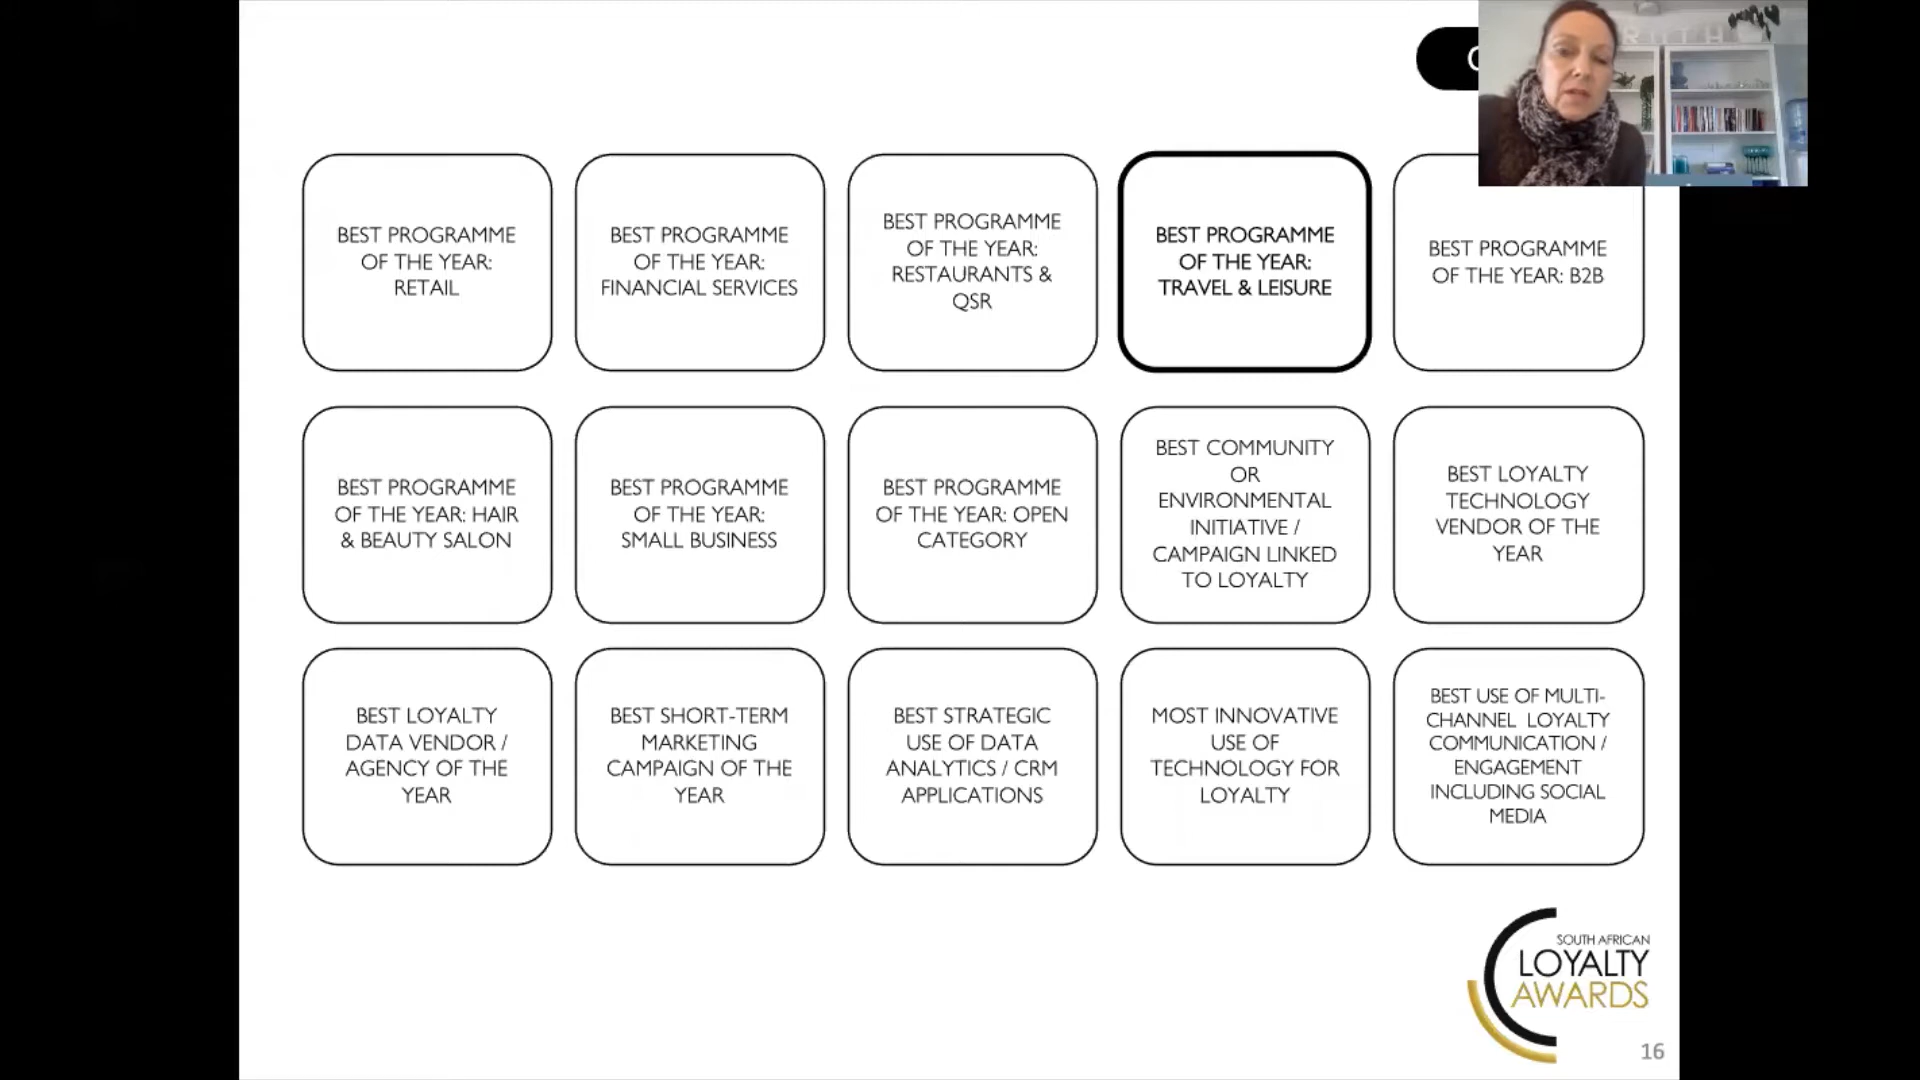 BEST PROGRAMME
OF THE YEAR:
RETAIL
BEST PROGRAMME
OF THE YEAR:
FINANCIAL SERVICES
BEST PROGRAMME
OF THE YEAR:
RESTAURANTS &
QSR
BEST PROGRAMME
OF THE YEAR:
TRAVEL & LEISURE
BEST PROGRAMME
OF THE YEAR: B2B
BEST PROGRAMME
OF THE YEAR: HAIR
& BEAUTY SALON
BEST PROGRAMME
OF THE YEAR:
SMALL BUSINESS
BEST PROGRAMME
OF THE YEAR: OPEN
CATEGORY
BEST COMMUNITY
OR
ENVIRONMENTAL
INITIATIVE /
CAMPAIGN LINKED
TO LOYALTY
BEST LOYALTY
TECHNOLOGY
VENDOR OF THE
YEAR
BEST LOYALTY
DATA VENDOR /
AGENCY OF THE
YEAR
BEST SHORT-TERM
MARKETING
CAMPAIGN OF THE
YEAR
BEST STRATEGIC
USE OF DATA
ANALYTICS / CRM
APPLICATIONS
MOST INNOVATIVE
USE OF
TECHNOLOGY FOR
LOYALTY
BEST USE OF MULTI-
CHANNEL LOYALTY
COMMUNICATION /
ENGAGEMENT
INCLUDING SOCIAL
MEDIA
SOUTH AFRICAN
LOYALTY
AWARDS
16